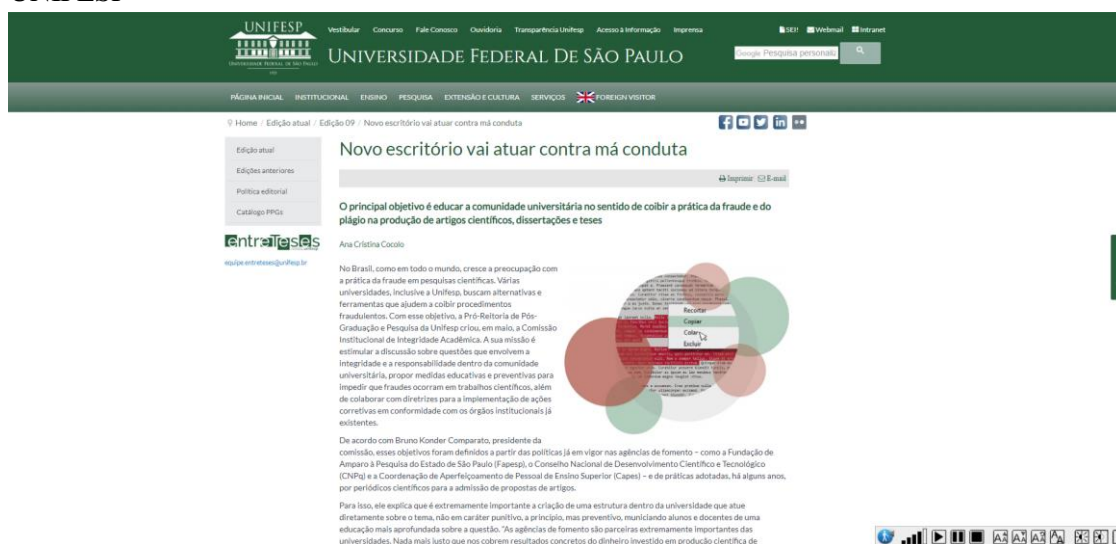 UNIFESP
UNIFESP
UNIVERSIDADE FEDERAL DE SÃO PAULO
Vestibular Concurso Fale Conosco Ouvidoria Transparência Unifesp Acesso à Informação Imprensa
SEI! Webmail Intranet
UNIVERSIDADE FEDERAL DE SÃO PAULO
Google Pesquisa personaliz
PÁGINA INICIAL INSTITUCIONAL ENSINO PESQUISA EXTENSÃO E CULTURA SERVIÇOS FOREIGN VISITOR
Home / Edição atual / Edição 09 / Novo escritório vai atuar contra má conduta
Edição atual
Edições anteriores
Política editorial
Catálogo PPGs
entreteses
equipe.entreteses@unifesp.br
Novo escritório vai atuar contra má conduta
Imprimir E-mail
O principal objetivo é educar a comunidade universitária no sentido de coibir a prática da fraude e do
plágio na produção de artigos científicos, dissertações e teses
Ana Cristina Cocolo
No Brasil, como em todo o mundo, cresce a preocupação com
a prática da fraude em pesquisas científicas. Várias
universidades, inclusive a Unifesp, buscam alternativas e
ferramentas que ajudem a coibir procedimentos
fraudulentos. Com esse objetivo, a Pró-Reitoria de Pós-
Graduação e Pesquisa da Unifesp criou, em maio, a Comissão
Institucional de Integridade Acadêmica. A sua missão é
estimular a discussão sobre questões que envolvem a
integridade e a responsabilidade dentro da comunidade
universitária, propor medidas educativas e preventivas para
impedir que fraudes ocorram em trabalhos científicos, além
de colaborar com diretrizes para a implementação de ações
corretivas em conformidade com os órgãos institucionais já
existentes.
Recortar
Copiar
Colar
Excluir
De acordo com Bruno Konder Comparato, presidente da
comissão, esses objetivos foram definidos a partir das políticas já em vigor nas agências de fomento – como a Fundação de
Amparo à Pesquisa do Estado de São Paulo (Fapesp), o Conselho Nacional de Desenvolvimento Científico e Tecnológico
(CNPq) e a Coordenação de Aperfeiçoamento de Pessoal de Ensino Superior (Capes) – e de práticas adotadas, há alguns anos,
por periódicos científicos para a admissão de propostas de artigos.
Para isso, ele explica que é extremamente importante a criação de uma estrutura dentro da universidade que atue
diretamente sobre o tema, não em caráter punitivo, a princípio, mas preventivo, municiando alunos e docentes de uma
educação mais aprofundada sobre a questão. "As agências de fomento são parceiras extremamente importantes das
universidades. Nada mais justo que nos cobrem resultados concretos do dinheiro investido em produção científica de